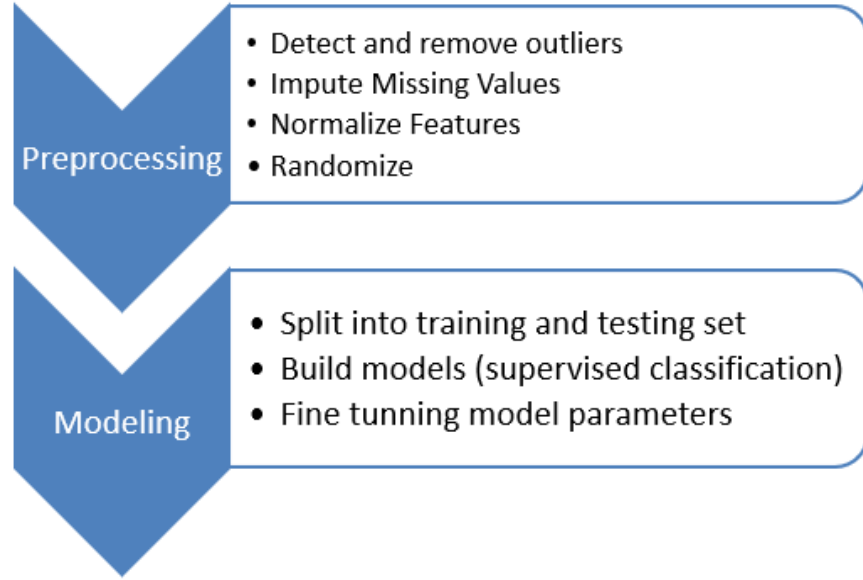 Preprocessing
• Detect and remove outliers
• Impute Missing Values
• Normalize Features
• Randomize
Modeling
• Split into training and testing set
• Build models (supervised classification)
• Fine tunning model parameters